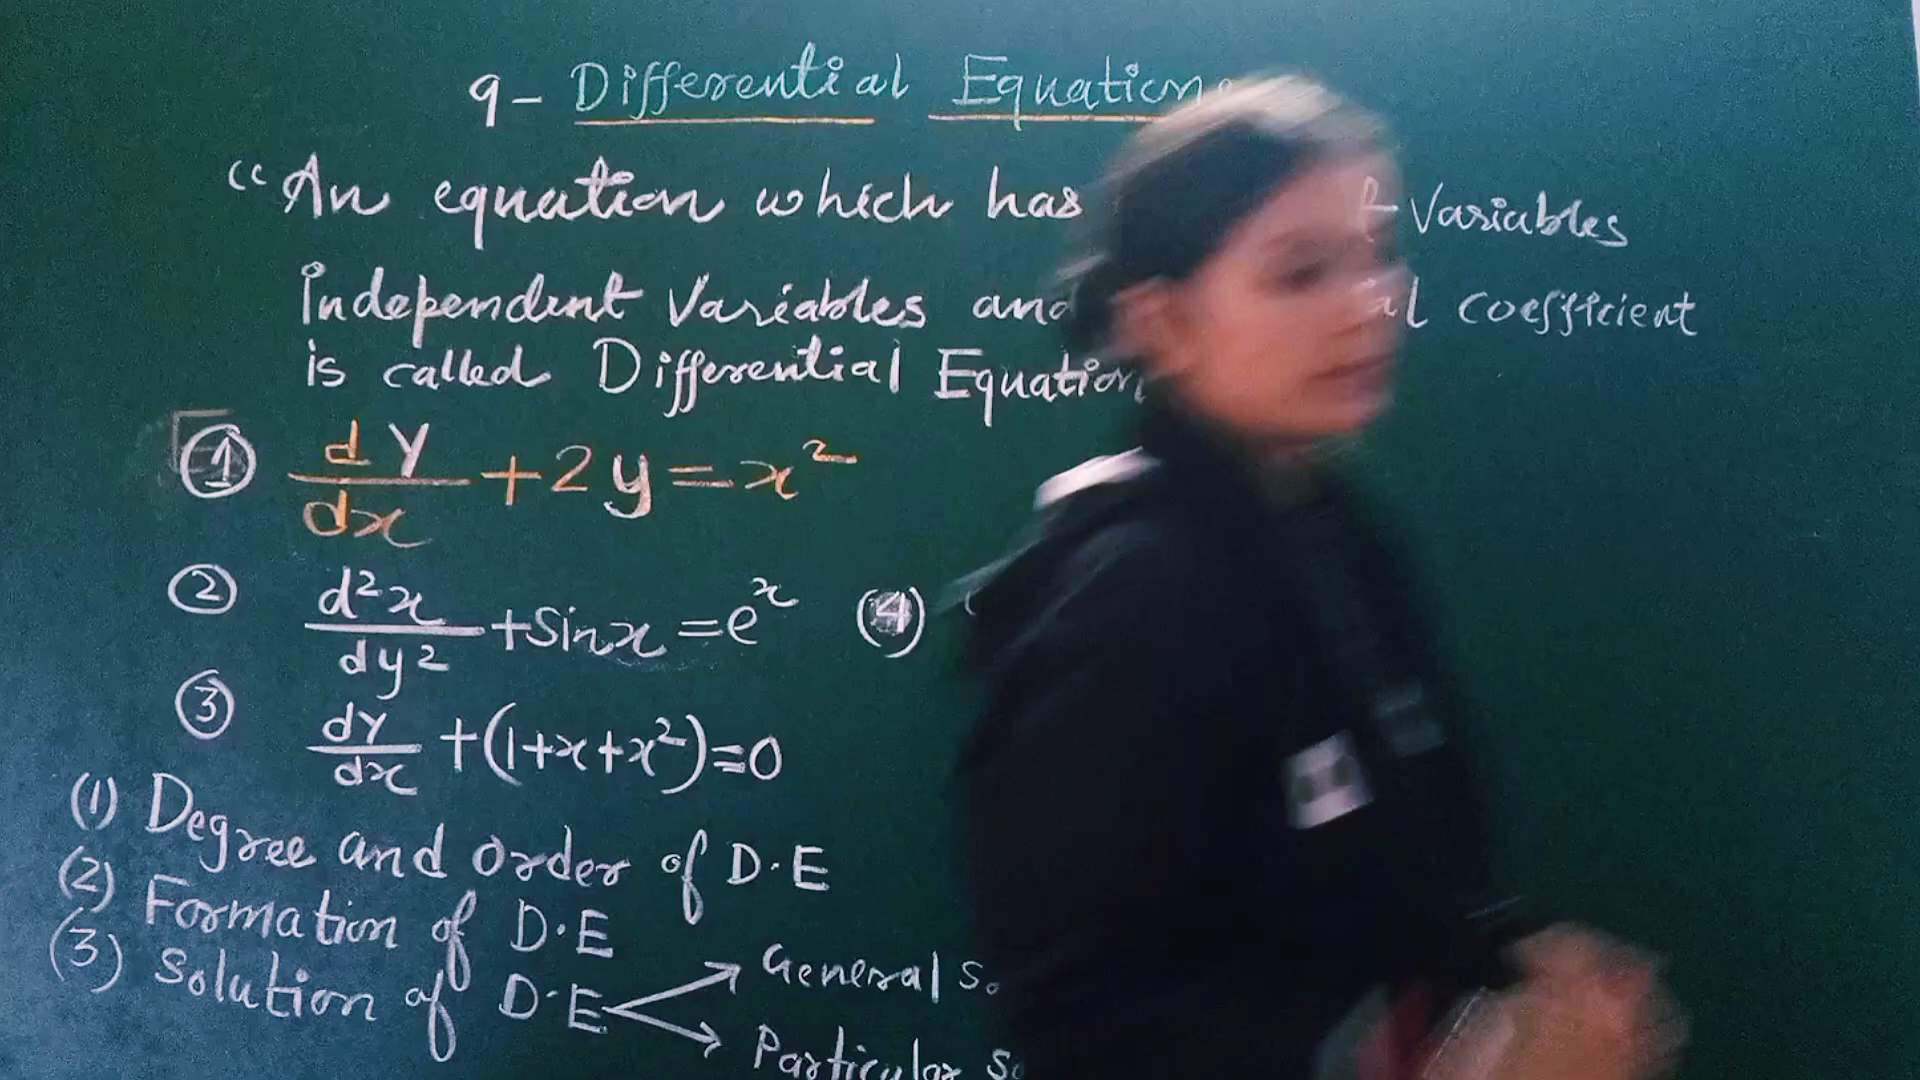 9- Differential Equation
"An equation which has Variables
Independent Variables and coefficient
is called Differential Equation
① dy/dx + 2y = x²
② d²x/dy² + Sinx = e^x ④
③ dy/dx + (1+x+x²) = 0
(1) Degree and order of D.E
(2) Formation of D.E
(3) Solution of D.E General
Particular